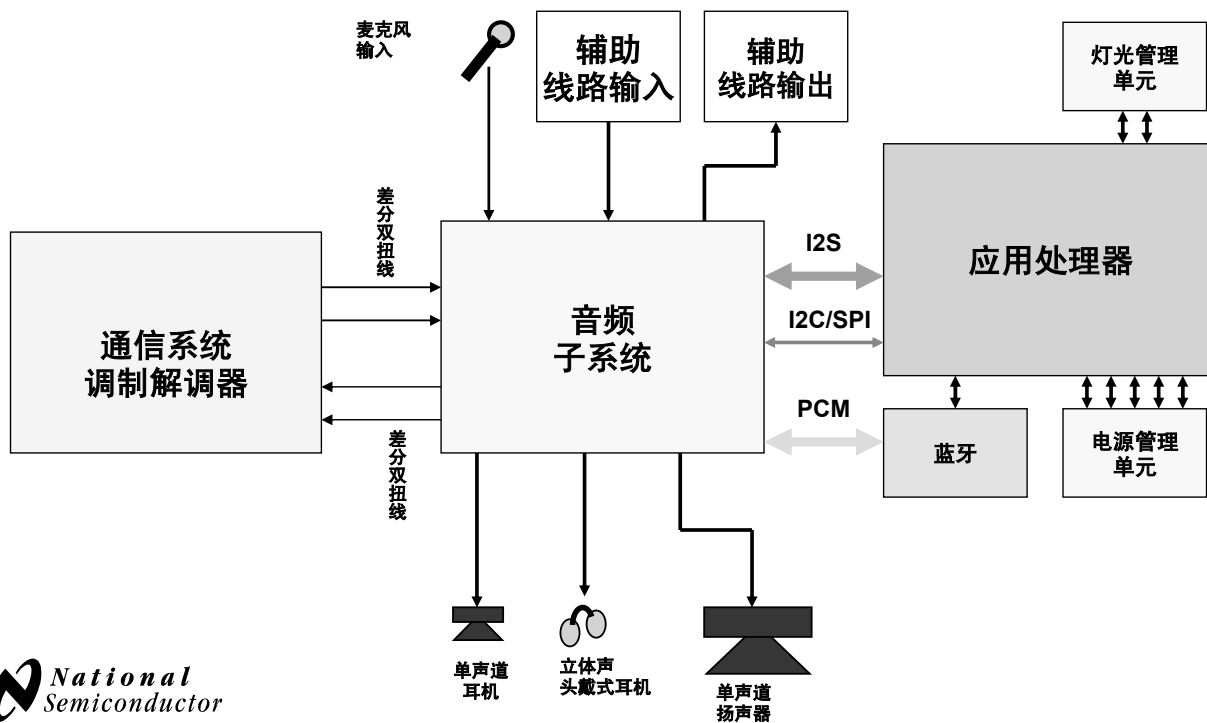 麦克风
输入
辅助
线路输入
辅助
线路输出
灯光管理
单元
差分双扭线
I2S
应用处理器
通信系统
调制解调器
音频
子系统
I2C/SPI
PCM
差分双扭线
蓝牙
电源管理
单元
单声道
耳机
立体声
头戴式耳机
单声道
扬声器
National
Semiconductor